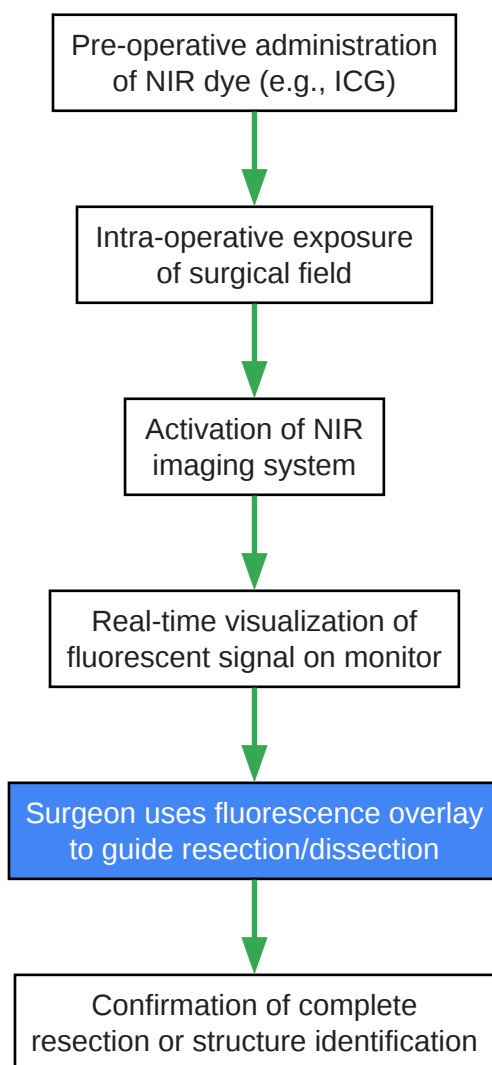 Pre-operative administration
of NIR dye (e.g., ICG)
Intra-operative exposure
of surgical field
Activation of NIR
imaging system
Real-time visualization of
fluorescent signal on monitor
Surgeon uses fluorescence overlay
to guide resection/dissection
Confirmation of complete
resection or structure identification